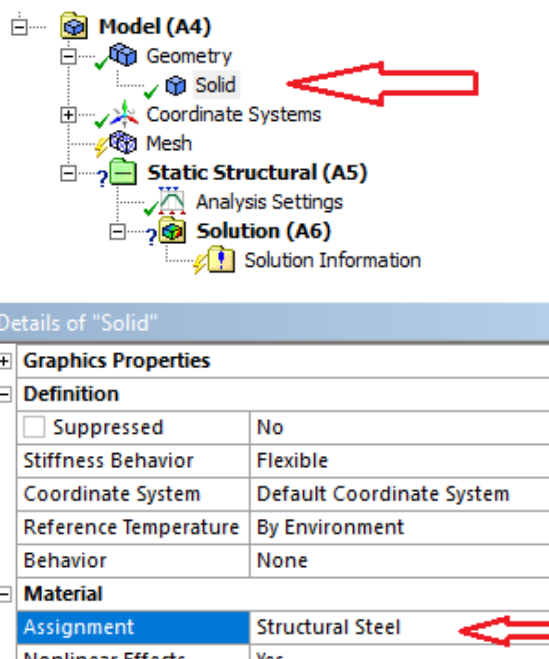 Model (A4)
Geometry
Solid
Coordinate Systems
Mesh
Static Structural (A5)
Analysis Settings
Solution (A6)
Solution Information
Details of "Solid"
Graphics Properties
Definition
Suppressed No
Stiffness Behavior Flexible
Coordinate System Default Coordinate System
Reference Temperature By Environment
Behavior None
Material
Assignment Structural Steel
Nonlinear Effects Yes